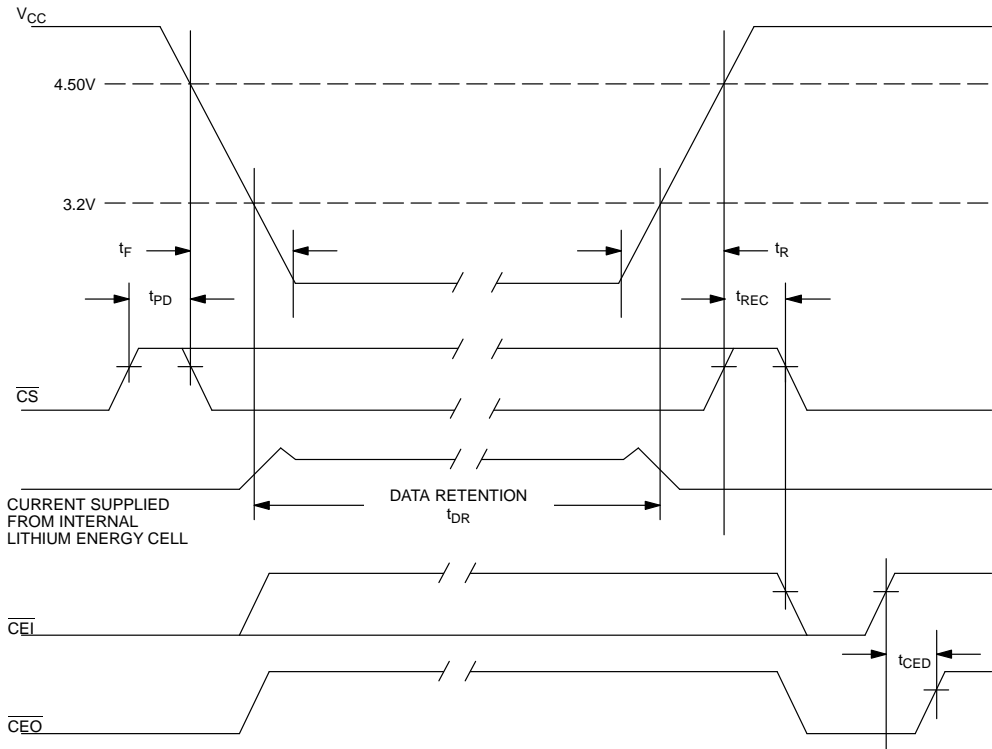 VCC
4.50V
3.2V
tF
tR
tPD
tREC
CS
CURRENT SUPPLIED
FROM INTERNAL
LITHIUM ENERGY CELL
DATA RETENTION
tDR
CEI
tCED
CEO